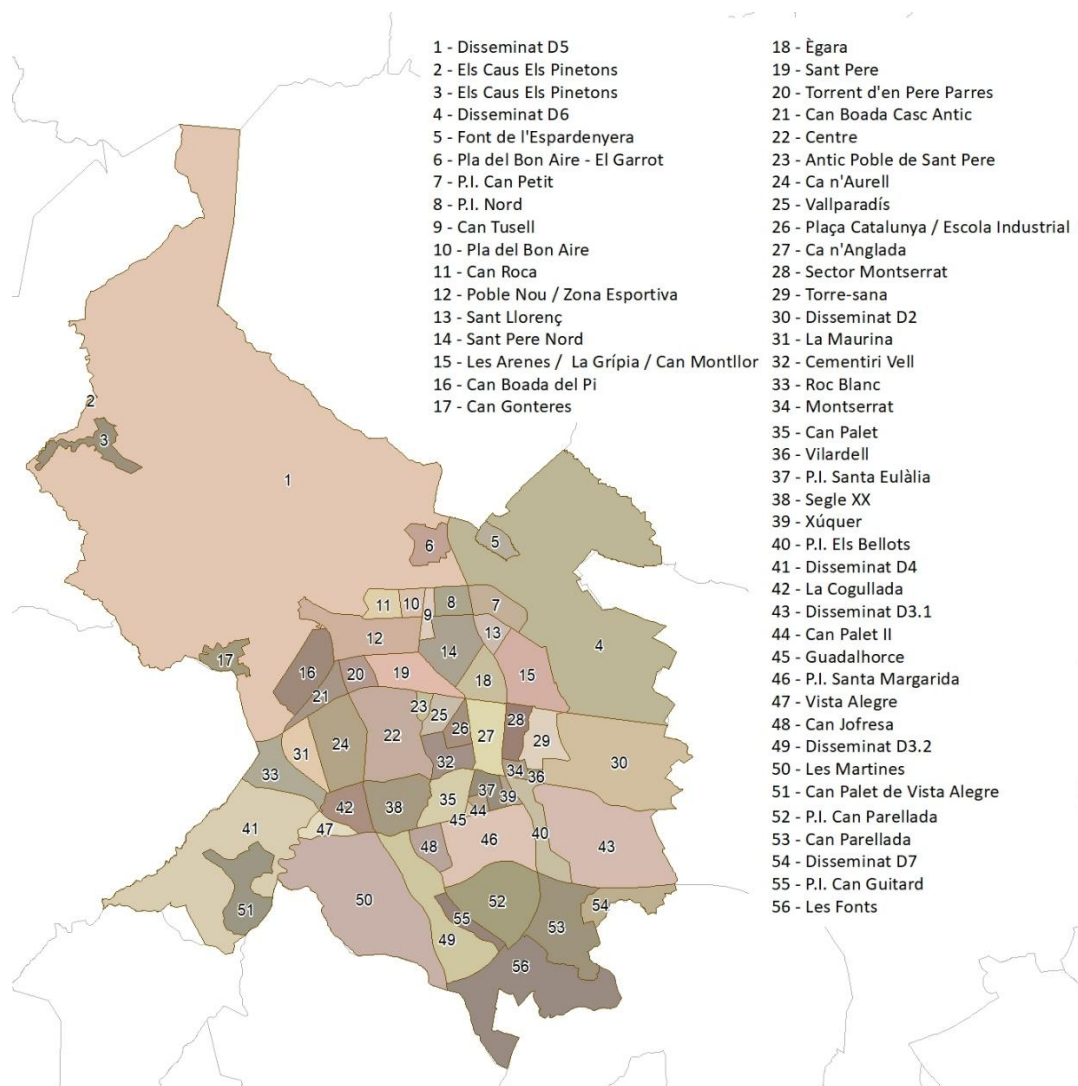 1 - Disseminat D5
2 - Els Caus Els Pinetons
3 - Els Caus Els Pinetons
4 - Disseminat D6
5 - Font de l'Espardenyera
6 - Pla del Bon Aire - El Garrot
7 - P.I. Can Petit
8 - P.I. Nord
9 - Can Tusell
10 - Pla del Bon Aire
11 - Can Roca
12 - Poble Nou / Zona Esportiva
13 - Sant Llorenç
14 - Sant Pere Nord
15 - Les Arenes / La Grípia / Can Montllor
16 - Can Boada del Pi
17 - Can Gonteres
18 - Ègara
19 - Sant Pere
20 - Torrent d'en Pere Parres
21 - Can Boada Casc Antic
22 - Centre
23 - Antic Poble de Sant Pere
24 - Ca n'Aurell
25 - Vallparadís
26 - Plaça Catalunya / Escola Industrial
27 - Ca n'Anglada
28 - Sector Montserrat
29 - Torre-sana
30 - Disseminat D2
31 - La Maurina
32 - Cementiri Vell
33 - Roc Blanc
34 - Montserrat
35 - Can Palet
36 - Vilardell
37 - P.I. Santa Eulàlia
38 - Segle XX
39 - Xúquer
40 - P.I. Els Bellots
41 - Disseminat D4
42 - La Cogullada
43 - Disseminat D3.1
44 - Can Palet II
45 - Guadalhorce
46 - P.I. Santa Margarida
47 - Vista Alegre
48 - Can Jofresa
49 - Disseminat D3.2
50 - Les Martines
51 - Can Palet de Vista Alegre
52 - P.I. Can Parellada
53 - Can Parellada
54 - Disseminat D7
55 - P.I. Can Guitard
56 - Les Fonts
2
3
1
6
5
11
10
9
8
7
12
14
13
4
17
16
20
19
18
15
21
23
25
26
28
22
24
27
29
31
32
34
36
30
33
37
39
35
44
42
38
45
47
41
48
46
40
43
50
52
51
55
53
54
49
56